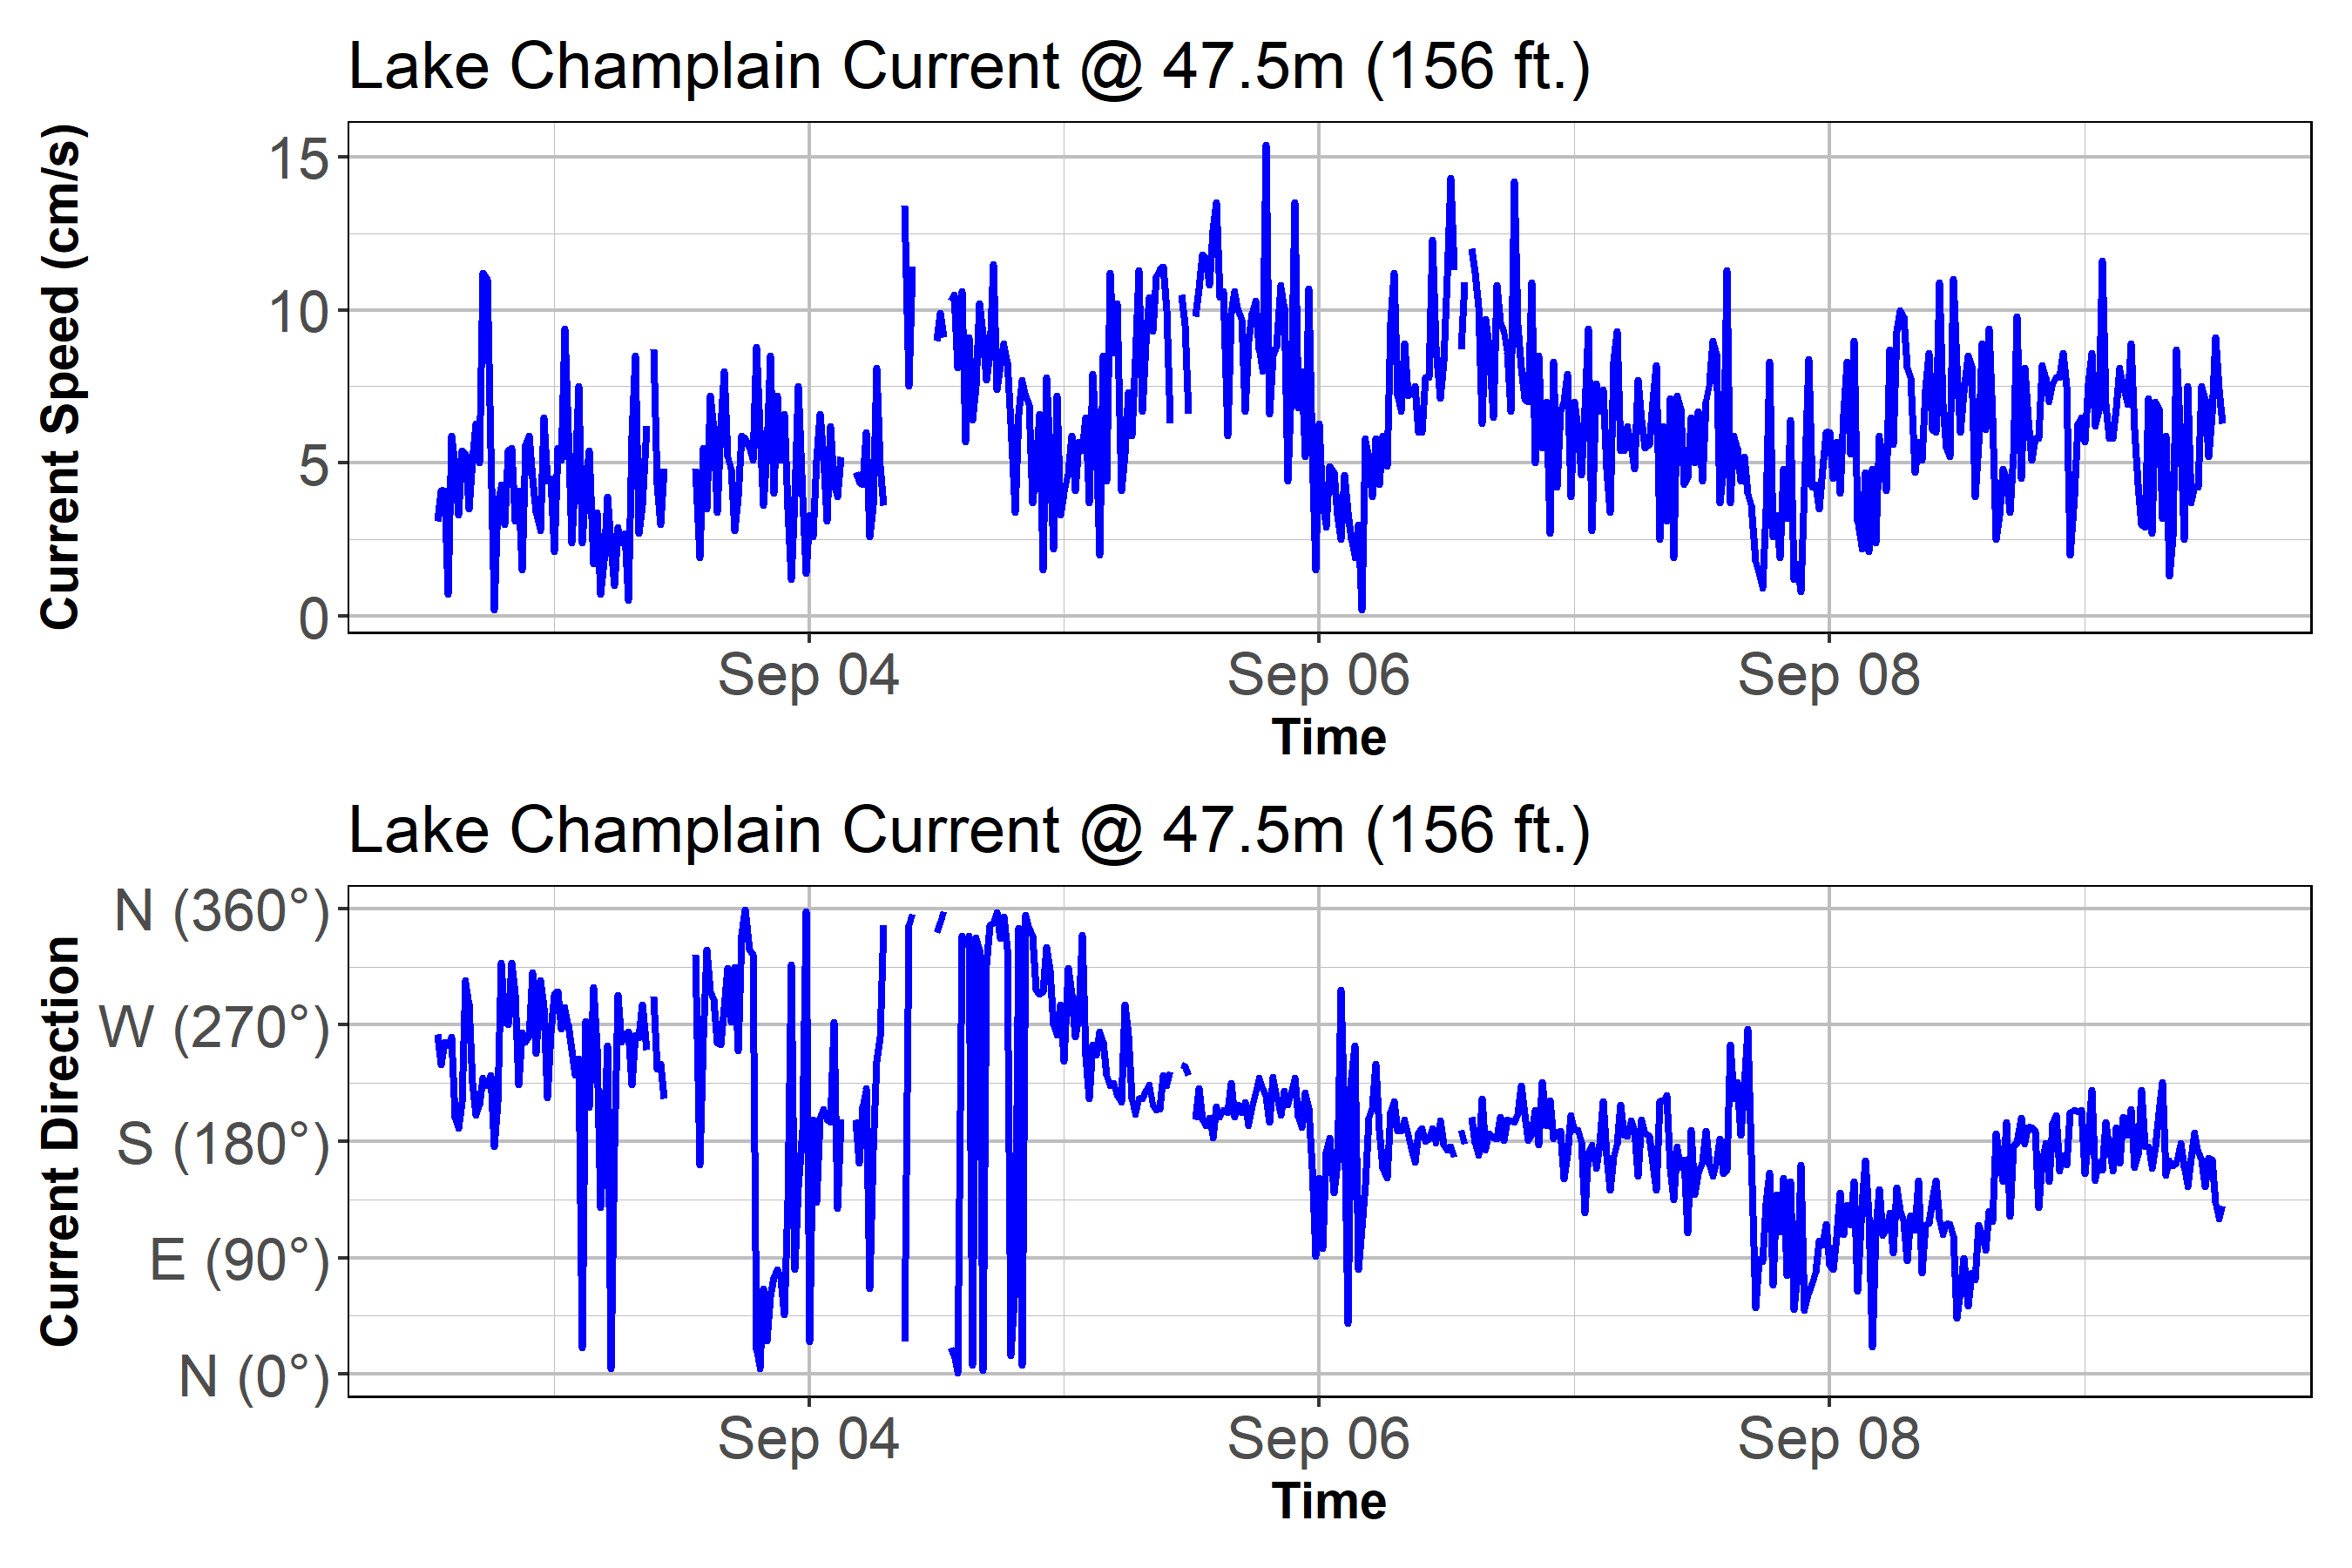 Lake Champlain Current @ 47.5m (156 ft.)
Current Speed (cm/s)
15
10
5
0
Sep 04 Sep 06 Sep 08
Time
Lake Champlain Current @ 47.5m (156 ft.)
Current Direction
N (360°)
W (270°)
S (180°)
E (90°)
N (0°)
Sep 04 Sep 06 Sep 08
Time